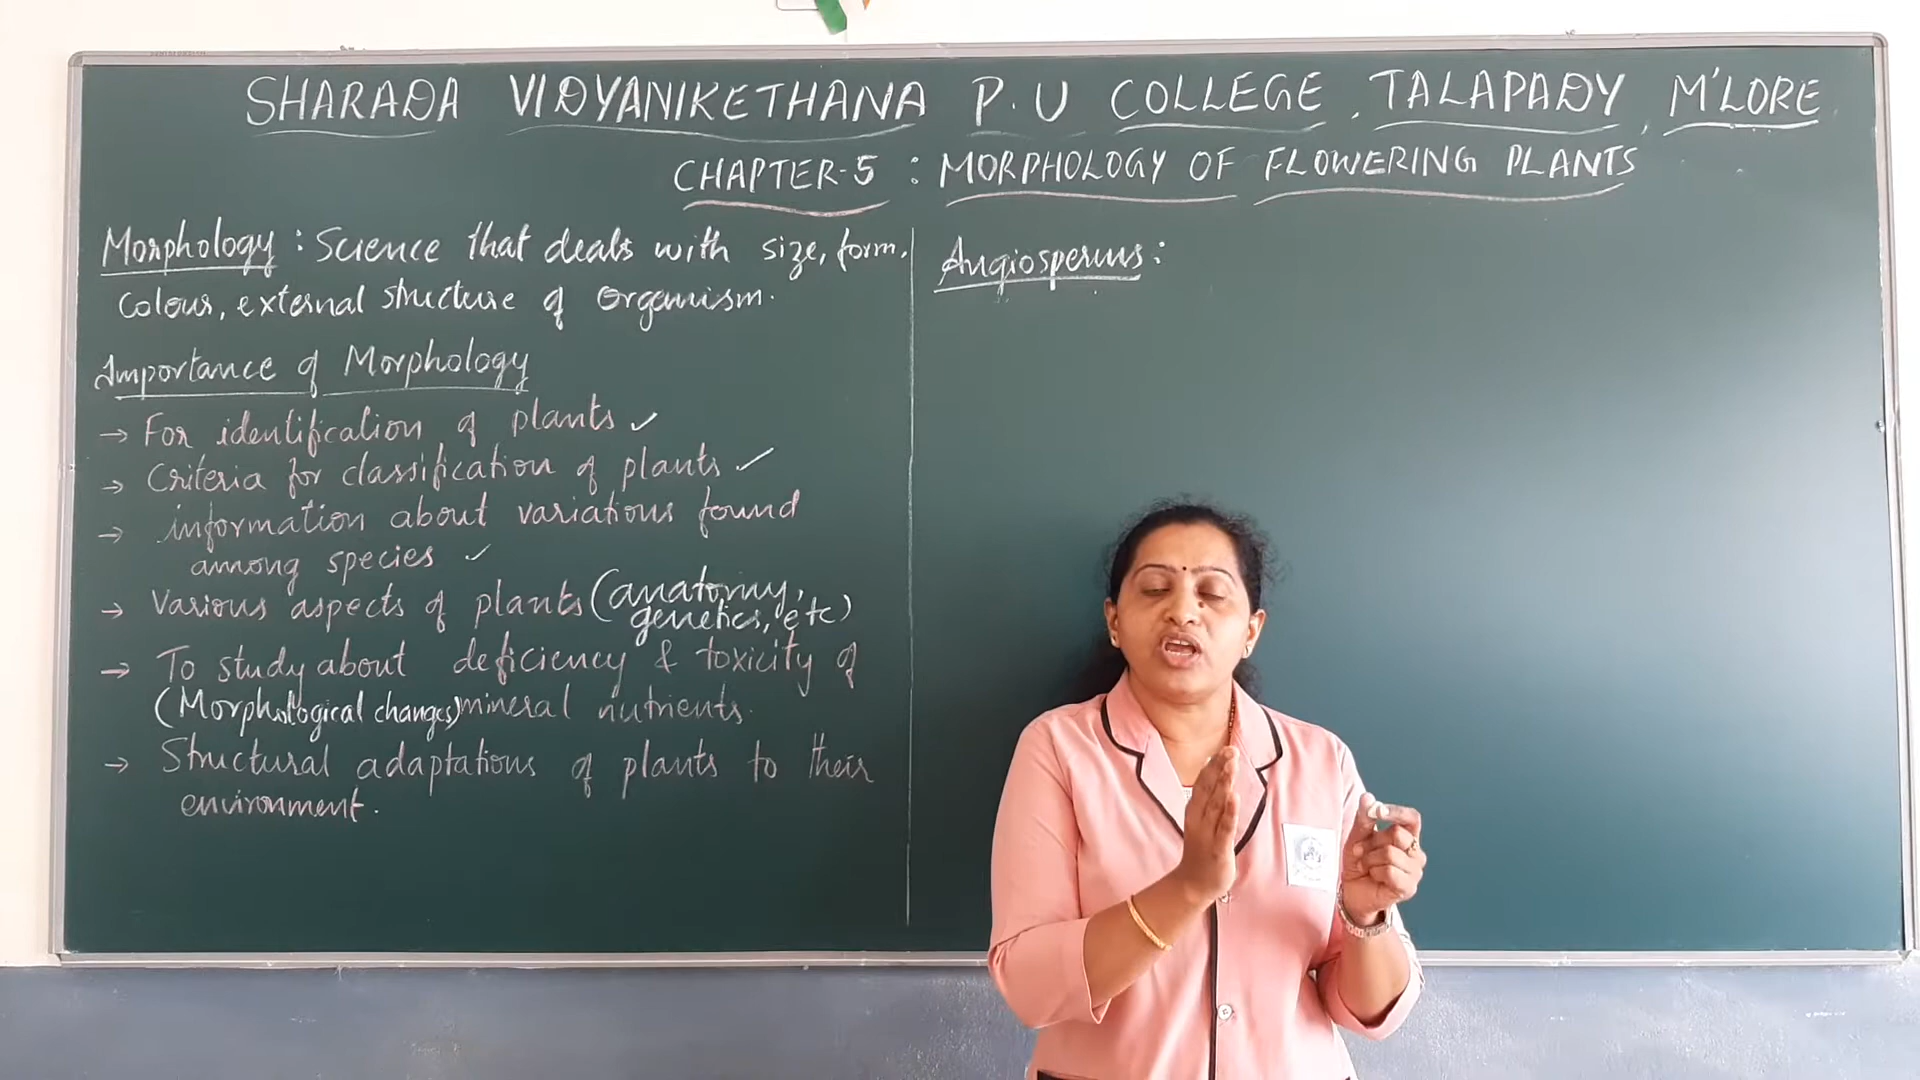 SHARADA VIDYANIKETHANA P.U COLLEGE, TALAPADY, M'LORE
CHAPTER-5 : MORPHOLOGY OF FLOWERING PLANTS
Morphology : Science that deals with size, form,
colour, external structure of organism.
Importance of Morphology
→ For identification of plants ✓
→ Criteria for classification of plants ✓
→ information about variations found
among species ✓
→ Various aspects of plants (anatomy,
genetics, etc)
→ To study about deficiency & toxicity of
(Morphological changes) mineral nutrients.
→ Structural adaptations of plants to their
environment.
Angiosperms :